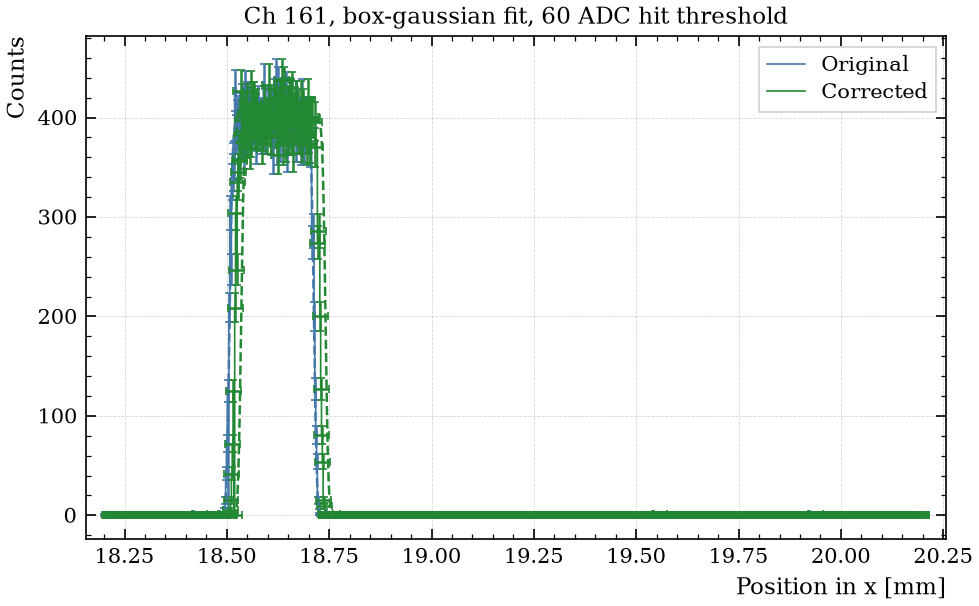 Ch 161, box-gaussian fit, 60 ADC hit threshold
Counts
Original
Corrected
400
300
200
100
0
18.25 18.50 18.75 19.00 19.25 19.50 19.75 20.00 20.25
Position in x [mm]